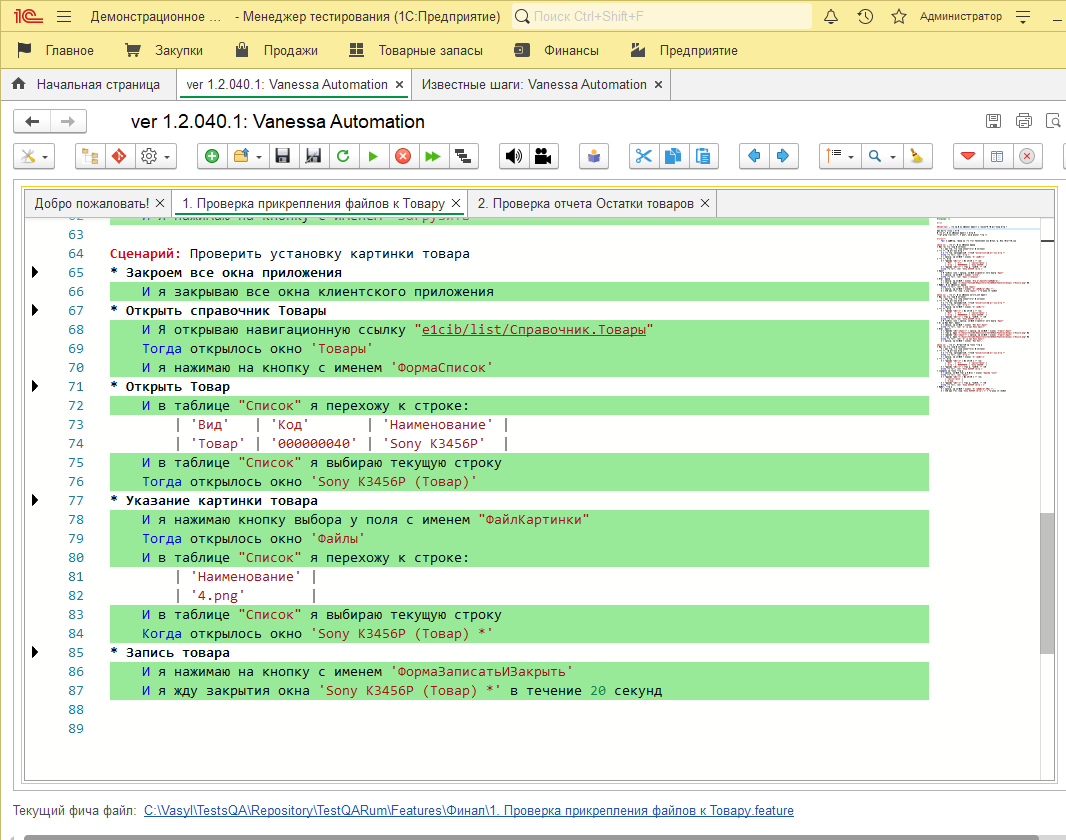 1С Демонстрационное ... - Менеджер тестирования (1С:Предприятие) Поиск Ctrl+Shift+F Администратор
Главное Закупки Продажи Товарные запасы Финансы Предприятие
Начальная страница ver 1.2.040.1: Vanessa Automation × Известные шаги: Vanessa Automation ×
ver 1.2.040.1: Vanessa Automation
Добро пожаловать! × 1. Проверка прикрепления файлов к Товару × 2. Проверка отчета Остатки товаров ×
62 И я нажимаю на кнопку с именем 'Загрузить'
63
64 Сценарий: Проверить установку картинки товара
65 * Закроем все окна приложения
66 И я закрываю все окна клиентского приложения
67 * Открыть справочник Товары
68 И Я открываю навигационную ссылку "e1cib/list/Справочник.Товары"
69 Тогда открылось окно 'Товары'
70 И я нажимаю на кнопку с именем 'ФормаСписок'
71 * Открыть Товар
72 И в таблице "Список" я перехожу к строке:
73 | 'Вид' | 'Код' | 'Наименование' |
74 | 'Товар' | '000000040' | 'Sony К3456P' |
75 И в таблице "Список" я выбираю текущую строку
76 Тогда открылось окно 'Sony К3456P (Товар)'
77 * Указание картинки товара
78 И я нажимаю кнопку выбора у поля с именем "ФайлКартинки"
79 Тогда открылось окно 'Файлы'
80 И в таблице "Список" я перехожу к строке:
81 | 'Наименование' |
82 | '4.png' |
83 И в таблице "Список" я выбираю текущую строку
84 Когда открылось окно 'Sony К3456P (Товар) *'
85 * Запись товара
86 И я нажимаю на кнопку с именем 'ФормаЗаписатьИЗакрыть'
87 И я жду закрытия окна 'Sony К3456P (Товар) *' в течение 20 секунд
88
89
Текущий фича файл: C:\Vasyl\TestsQA\Repository\TestQARum\Features\Финал\1. Проверка прикрепления файлов к Товару.feature